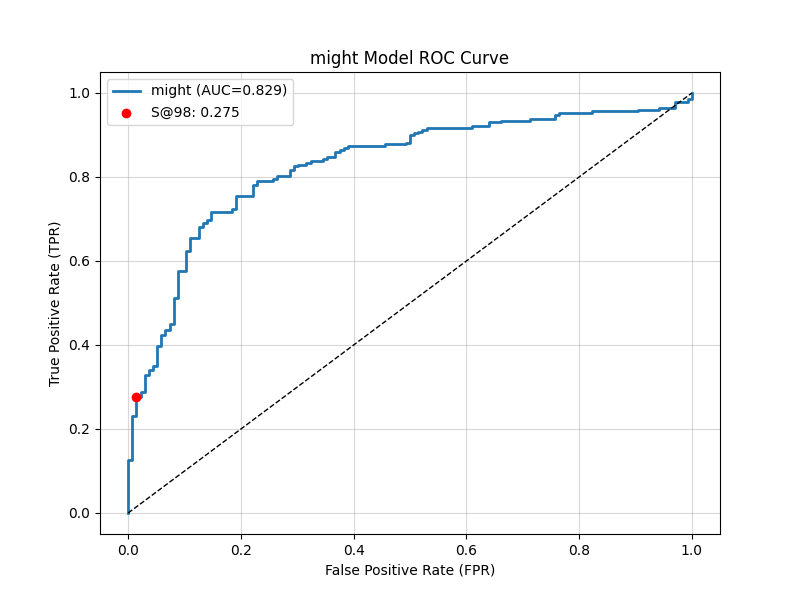 might Model ROC Curve
might (AUC=0.829)
S@98: 0.275
True Positive Rate (TPR)
1.0
0.8
0.6
0.4
0.2
0.0
0.0 0.2 0.4 0.6 0.8 1.0
False Positive Rate (FPR)